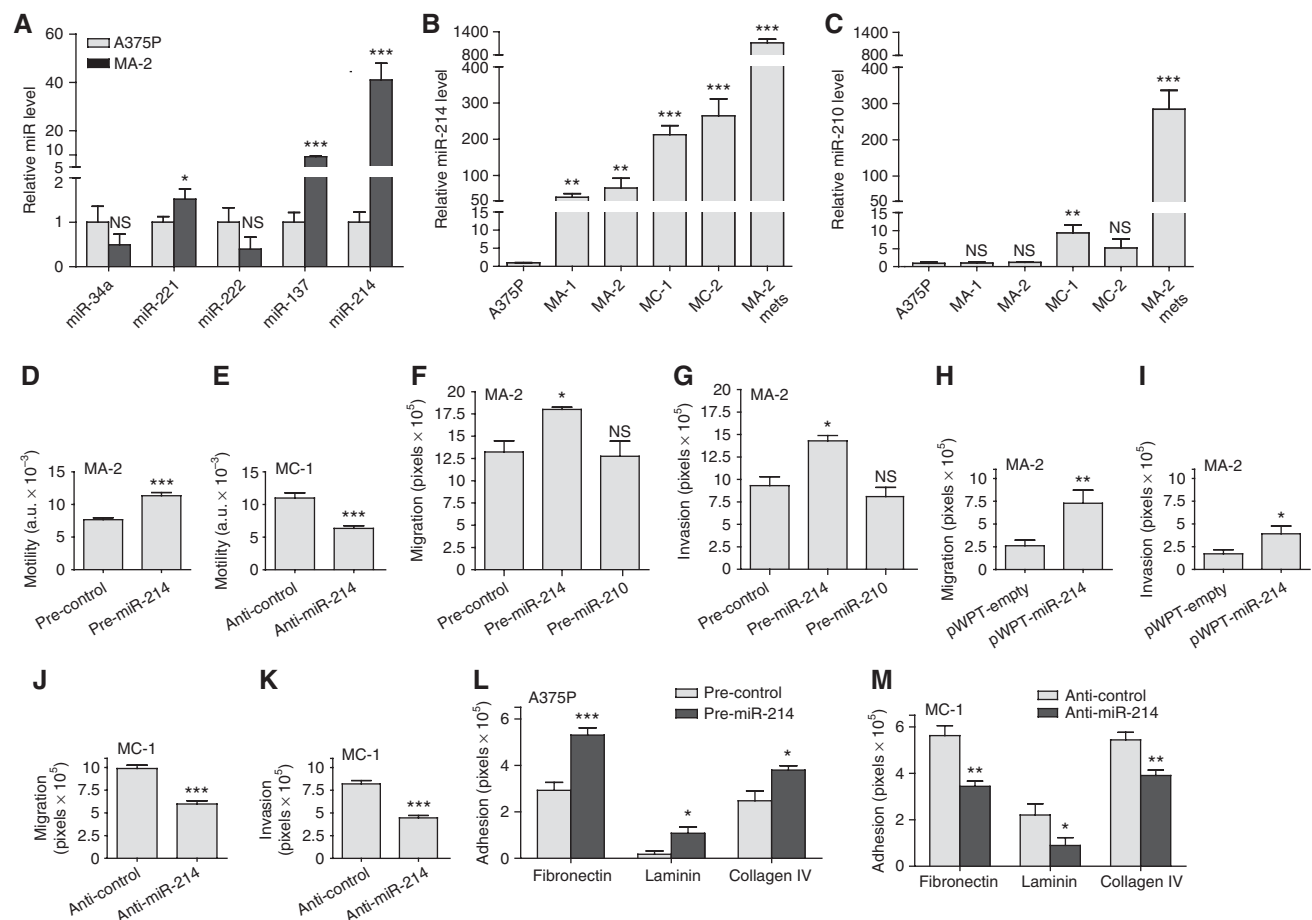 A
Relative miR level
60
40
20
10
5
2
1
0
A375P
MA-2
NS
*
NS
***
***
miR-34a
miR-221
miR-222
miR-137
miR-214
B
Relative miR-214 level
1400
800
400
300
200
100
50
15
10
5
0
**
**
***
***
***
A375P
MA-1
MA-2
MC-1
MC-2
MA-2
mets
C
Relative miR-210 level
1400
800
400
300
200
100
50
15
10
5
0
NS
NS
**
NS
***
A375P
MA-1
MA-2
MC-1
MC-2
MA-2
mets
D
Motility (a.u. × 10⁻³)
15
10
5
0
MA-2
***
Pre-control
Pre-miR-214
E
Motility (a.u. × 10⁻³)
15
10
5
0
MC-1
***
Anti-control
Anti-miR-214
F
Migration (pixels × 10⁵)
20
17.5
15
12.5
10
7.5
5
2.5
0
MA-2
*
NS
Pre-control
Pre-miR-214
Pre-miR-210
G
Invasion (pixels × 10⁵)
20
17.5
15
12.5
10
7.5
5
2.5
0
MA-2
*
NS
Pre-control
Pre-miR-214
Pre-miR-210
H
Migration (pixels × 10⁵)
10
7.5
5
2.5
0
MA-2
**
pWPT-empty
pWPT-miR-214
I
Invasion (pixels × 10⁵)
10
7.5
5
2.5
0
MA-2
*
pWPT-empty
pWPT-miR-214
J
Migration
(pixels × 10⁵)
10
7.5
5
2.5
0
MC-1
***
Anti-control
Anti-miR-214
K
Invasion
(pixels × 10⁵)
10
7.5
5
2.5
0
MC-1
***
Anti-control
Anti-miR-214
L
Adhesion (pixels × 10⁵)
6
4
2
0
A375P
Pre-control
Pre-miR-214
***
*
*
Fibronectin
Laminin
Collagen IV
M
Adhesion (pixels × 10⁵)
6
4
2
0
MC-1
Anti-control
Anti-miR-214
**
*
**
Fibronectin
Laminin
Collagen IV